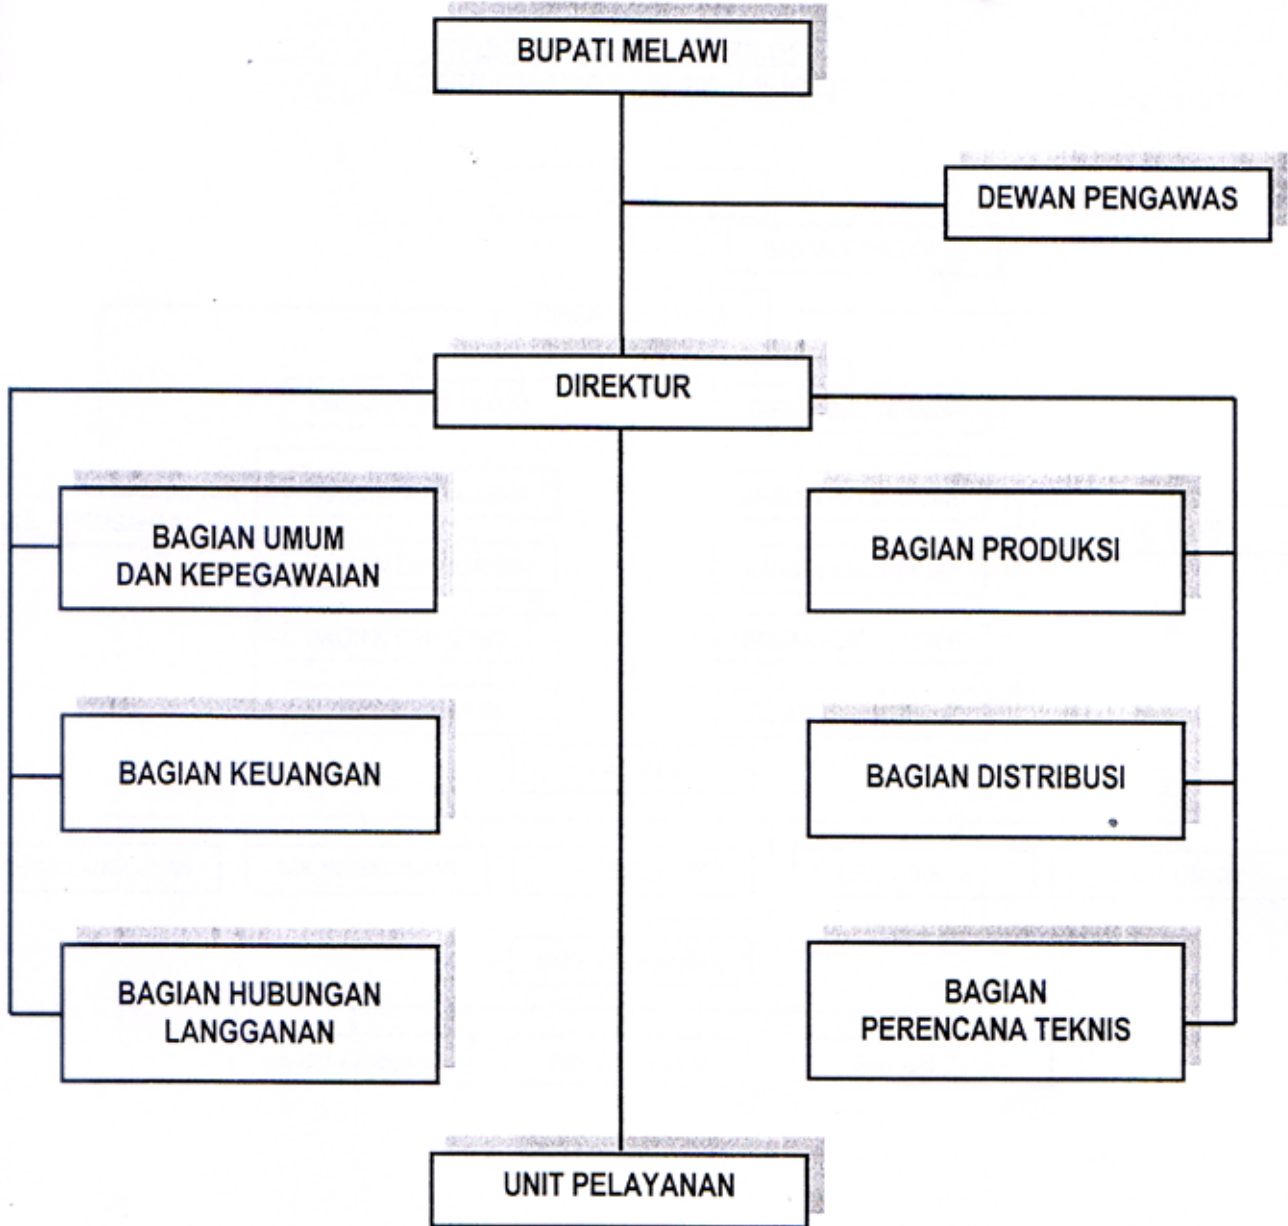 BUPATI MELAWI
DEWAN PENGAWAS
DIREKTUR
BAGIAN UMUM
DAN KEPEGAWAIAN
BAGIAN PRODUKSI
BAGIAN KEUANGAN
BAGIAN DISTRIBUSI
BAGIAN HUBUNGAN
LANGGANAN
BAGIAN
PERENCANA TEKNIS
UNIT PELAYANAN